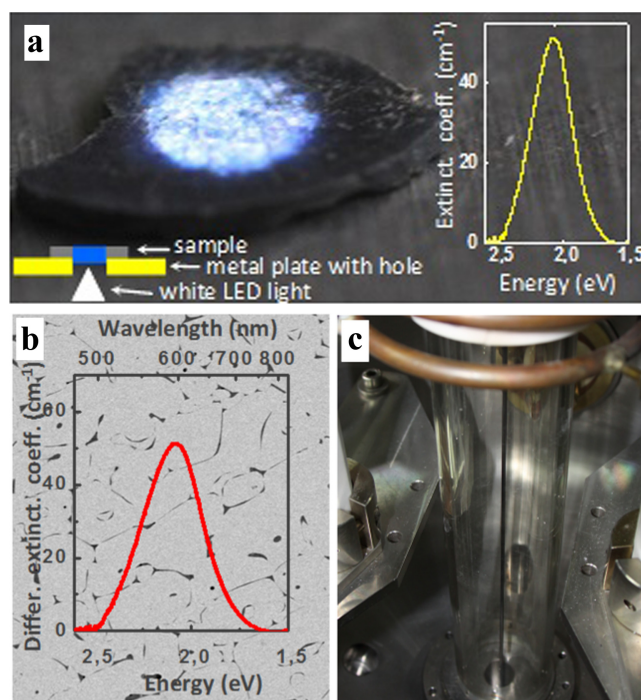 a
Extinct. coeff. (cm-1)
40
20
0
2,5 2,0 1,5
Energy (eV)
sample
metal plate with hole
white LED light
b
Wavelength (nm)
500 600 700 800
Differ. extinct. coeff. (cm-1)
60
40
20
0
2,5 2,0 1,5
Energy (eV)
c